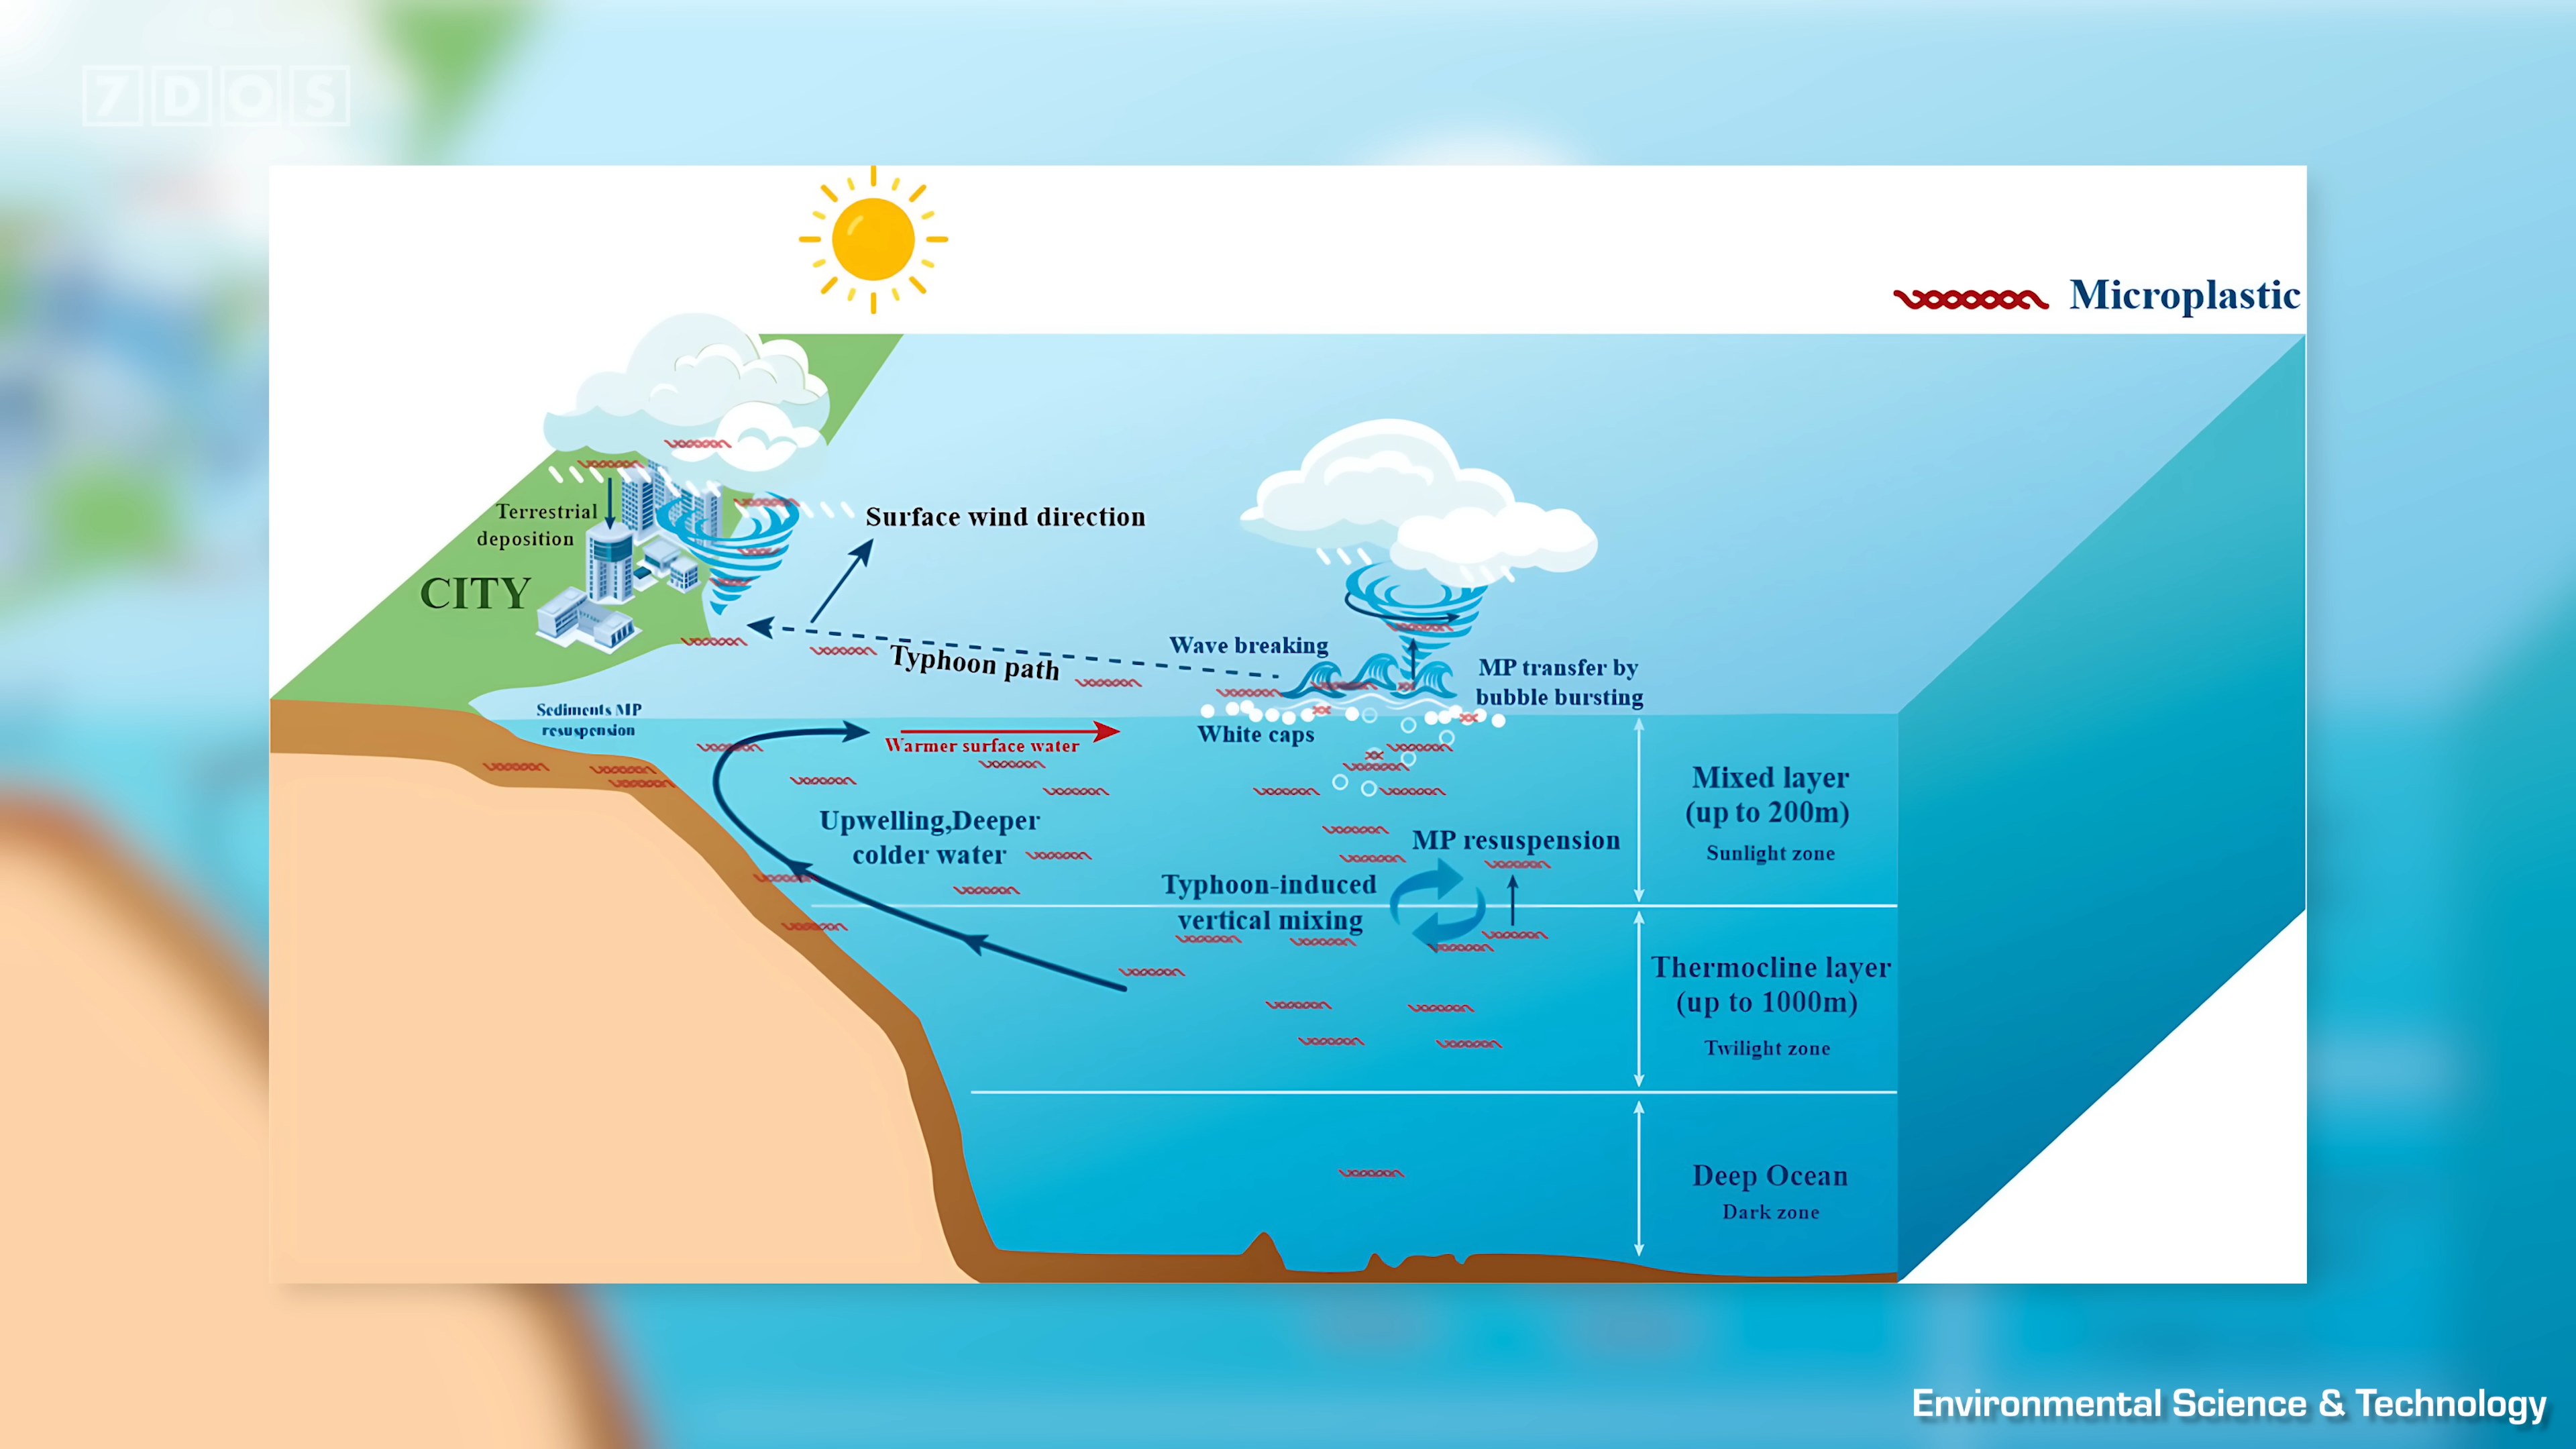 7DOS
Microplastic
Terrestrial
deposition
CITY
Surface wind direction
Typhoon path
Wave breaking
MP transfer by
bubble bursting
Sediments MP
resuspension
Warmer surface water
White caps
Upwelling,Deeper
colder water
MP resuspension
Typhoon-induced
vertical mixing
Mixed layer
(up to 200m)
Sunlight zone
Thermocline layer
(up to 1000m)
Twilight zone
Deep Ocean
Dark zone
Environmental Science & Technology